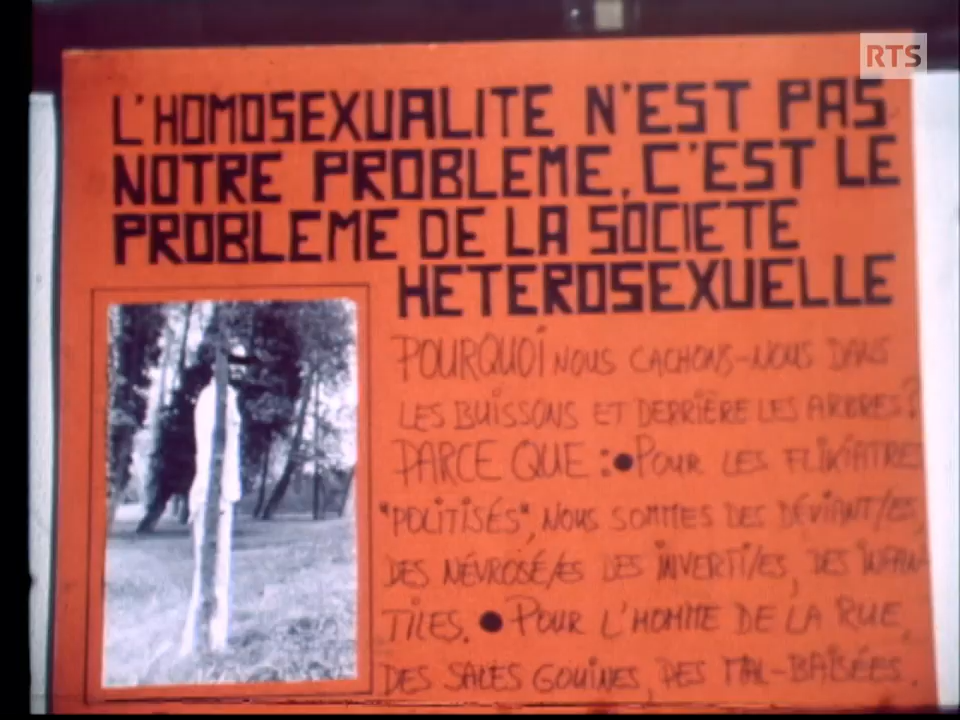 RTS
L'HOMOSEXUALITE N'EST PAS
NOTRE PROBLEME, C'EST LE
PROBLEME DE LA SOCIETE
HETEROSEXUELLE
POURQUOI NOUS CACHONS-NOUS DANS
LES BUISSONS ET DERRIÈRE LES ARBRES?
PARCE QUE : ● POUR LES FLIKIATRE
"POLITISÉS", NOUS SOMMES DES DÉVIANT/ES,
DES NÉVROSÉ/ES DES INVERTI/ES, DES INFAN-
TILES. ● POUR L'HOMME DE LA RUE,
DES SALES GOUINES, DES MAL-BAISÉES.